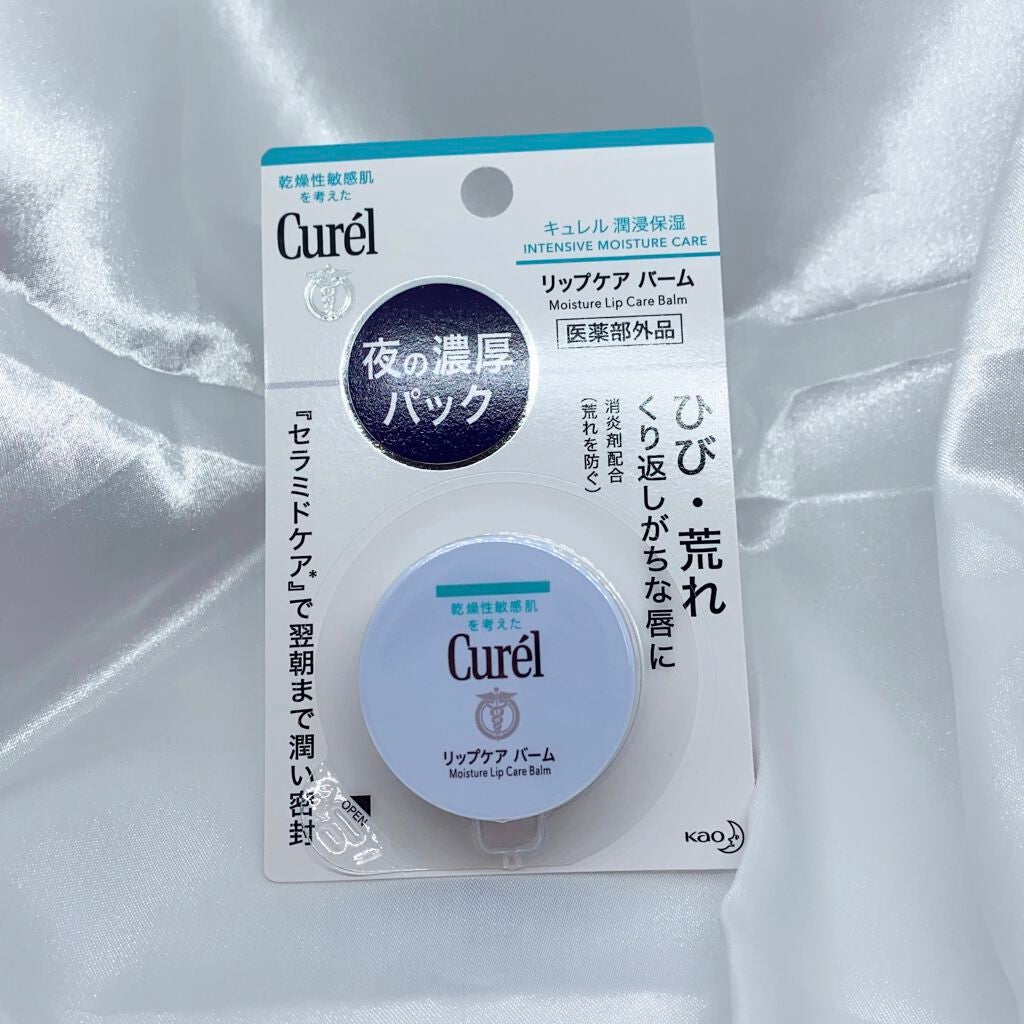 乾燥性敏感肌
を考えた
Curél
キュレル 潤浸保湿
INTENSIVE MOISTURE CARE
リップケア バーム
Moisture Lip Care Balm
医薬部外品
夜の濃厚
パック
ひび・荒れ
くり返しがちな唇に
消炎剤配合
(荒れを防ぐ)
『セラミドケア』*で翌朝まで潤い密封
乾燥性敏感肌
を考えた
Curél
リップケア バーム
Moisture Lip Care Balm
OPEN
Kao